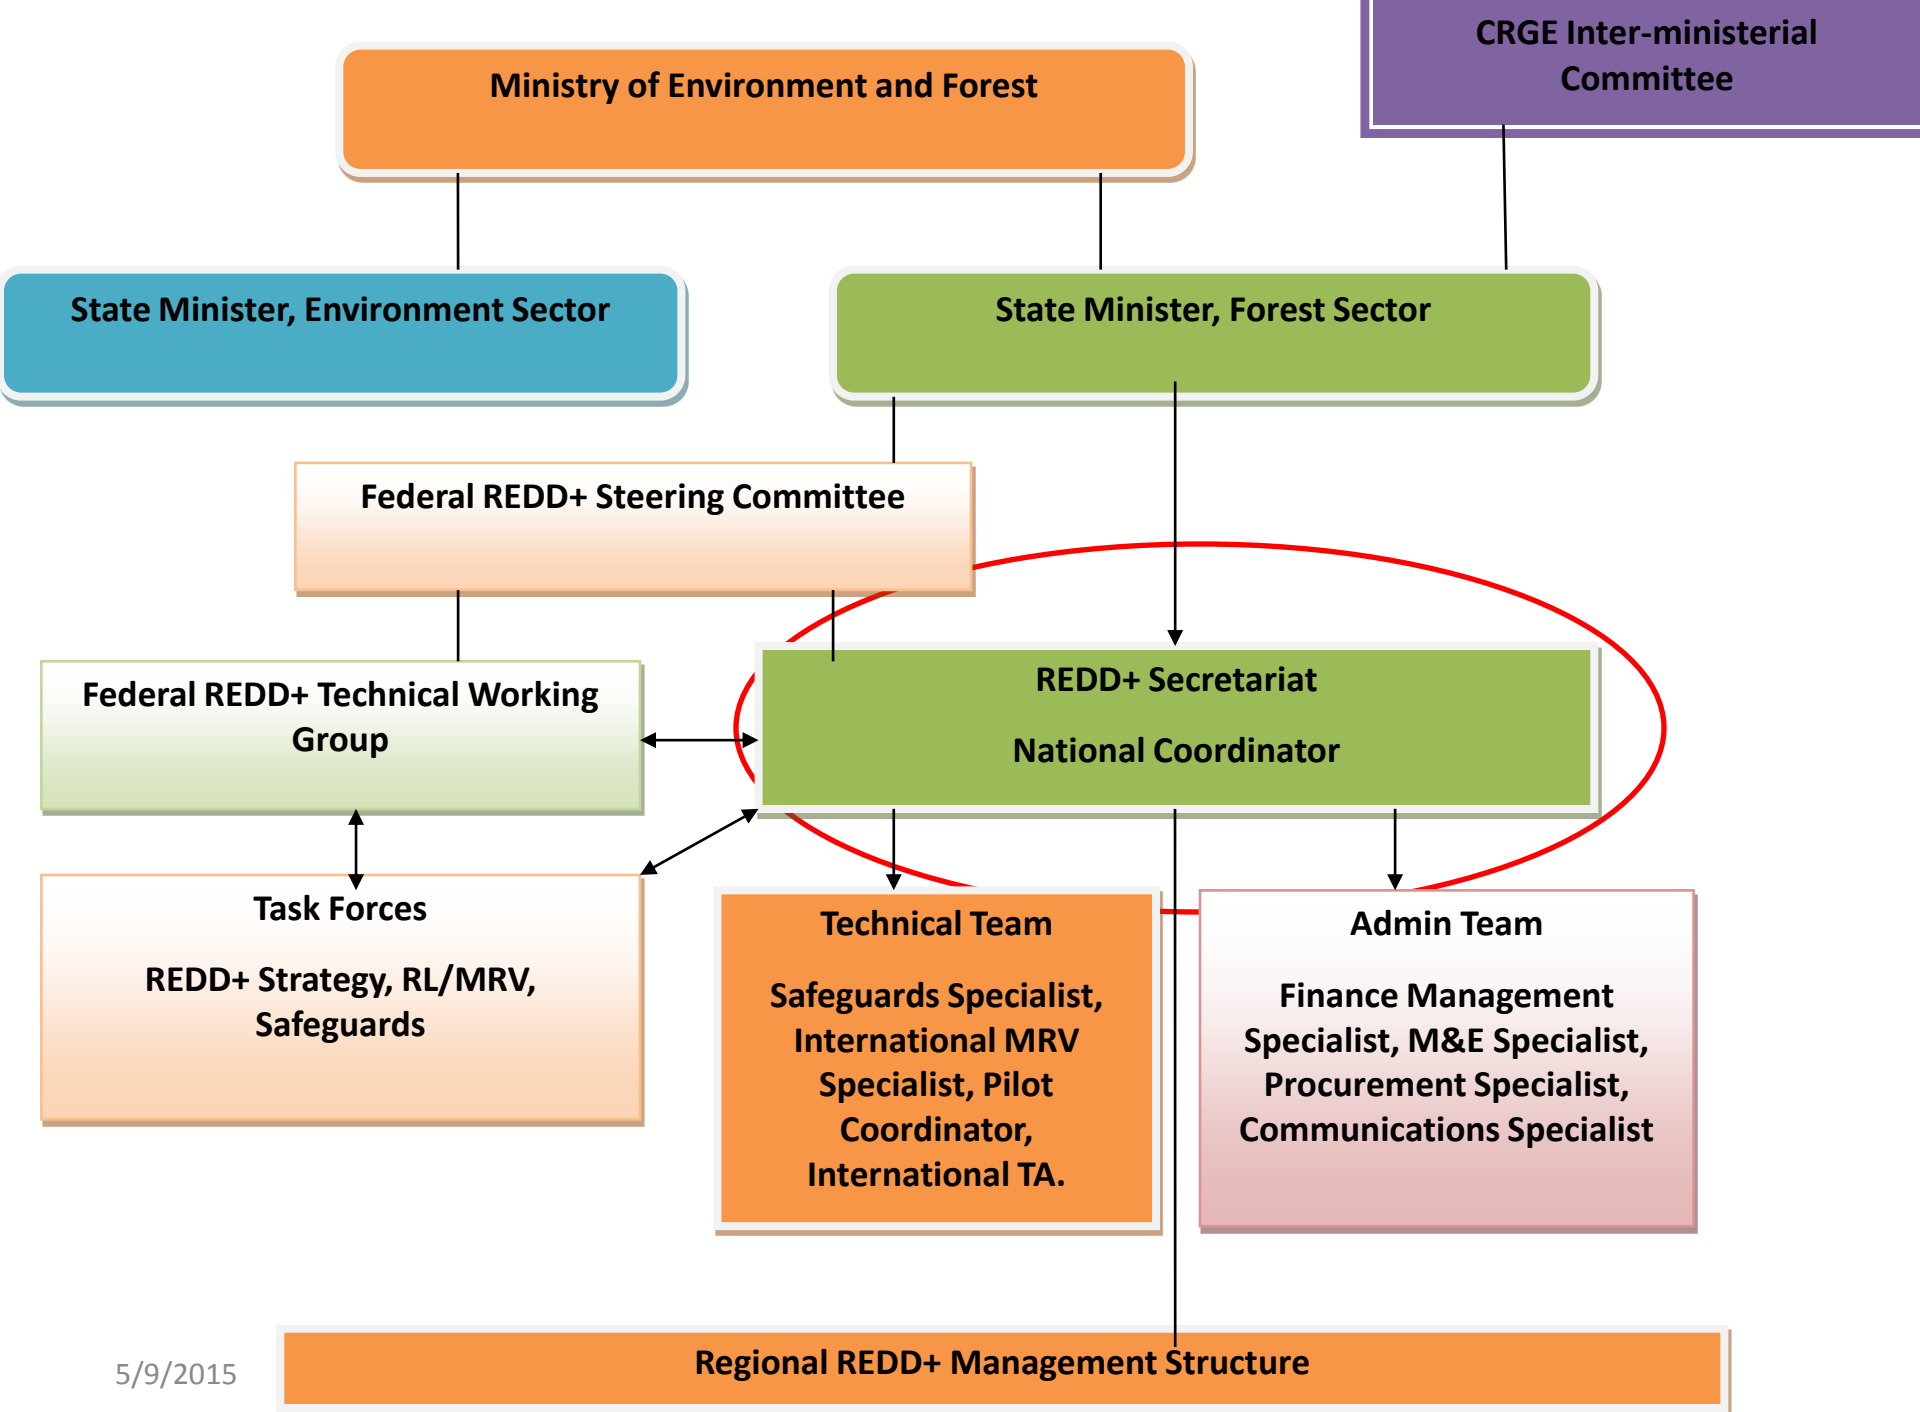 CRGE Inter-ministerial
Committee
Ministry of Environment and Forest
State Minister, Environment Sector
State Minister, Forest Sector
Federal REDD+ Steering Committee
Federal REDD+ Technical Working
Group
REDD+ Secretariat
National Coordinator
Task Forces
REDD+ Strategy, RL/MRV,
Safeguards
Technical Team
Safeguards Specialist,
International MRV
Specialist, Pilot
Coordinator,
International TA.
Admin Team
Finance Management
Specialist, M&E Specialist,
Procurement Specialist,
Communications Specialist
Regional REDD+ Management Structure
5/9/2015